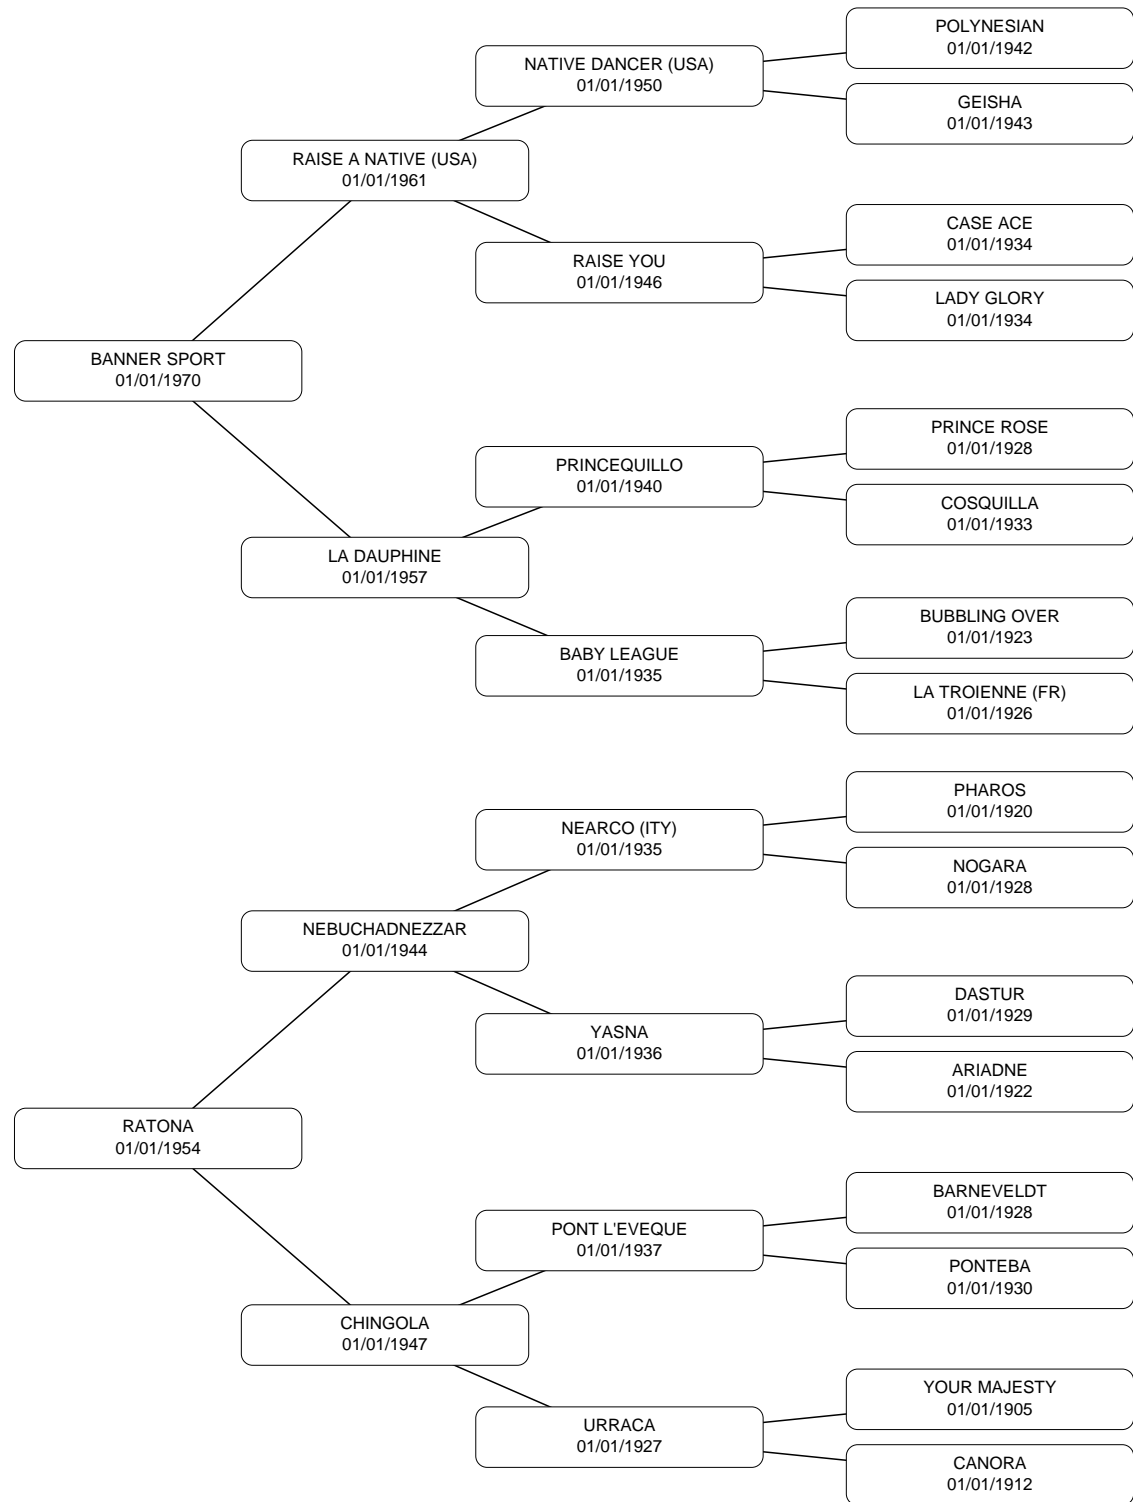 POLYNESIAN
01/01/1942
NATIVE DANCER (USA)
01/01/1950
GEISHA
01/01/1943
RAISE A NATIVE (USA)
01/01/1961
CASE ACE
01/01/1934
RAISE YOU
01/01/1946
LADY GLORY
01/01/1934
BANNER SPORT
01/01/1970
PRINCE ROSE
01/01/1928
PRINCEQUILLO
01/01/1940
COSQUILLA
01/01/1933
LA DAUPHINE
01/01/1957
BUBBLING OVER
01/01/1923
BABY LEAGUE
01/01/1935
LA TROIENNE (FR)
01/01/1926
PHAROS
01/01/1920
NEARCO (ITY)
01/01/1935
NOGARA
01/01/1928
NEBUCHADNEZZAR
01/01/1944
DASTUR
01/01/1929
YASNA
01/01/1936
ARIADNE
01/01/1922
RATONA
01/01/1954
BARNEVELDT
01/01/1928
PONT L'EVEQUE
01/01/1937
PONTEBA
01/01/1930
CHINGOLA
01/01/1947
YOUR MAJESTY
01/01/1905
URRACA
01/01/1927
CANORA
01/01/1912